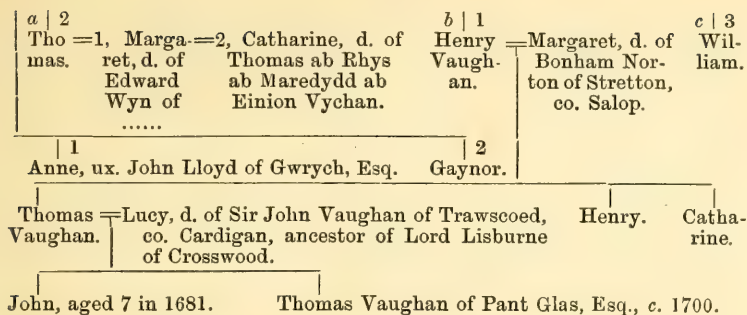 a | 2 b | 1 c | 3
Tho =1, Marga-=2, Catharine, d. of Henry =Margaret, d. of Wil-
mas. ret, d. of Thomas ab Rhys Vaugh- Bonham Nor- liam.
Edward ab Maredydd ab an. ton of Stretton,
Wyn of Einion Vychan. co. Salop.
......
| 1 | 2
Anne, ux. John Lloyd of Gwrych, Esq. Gaynor.
Thomas =Lucy, d. of Sir John Vaughan of Trawscoed, Henry. Catha-
Vaughan. co. Cardigan, ancestor of Lord Lisburne rine.
of Crosswood.
John, aged 7 in 1681. Thomas Vaughan of Pant Glas, Esq., c. 1700.